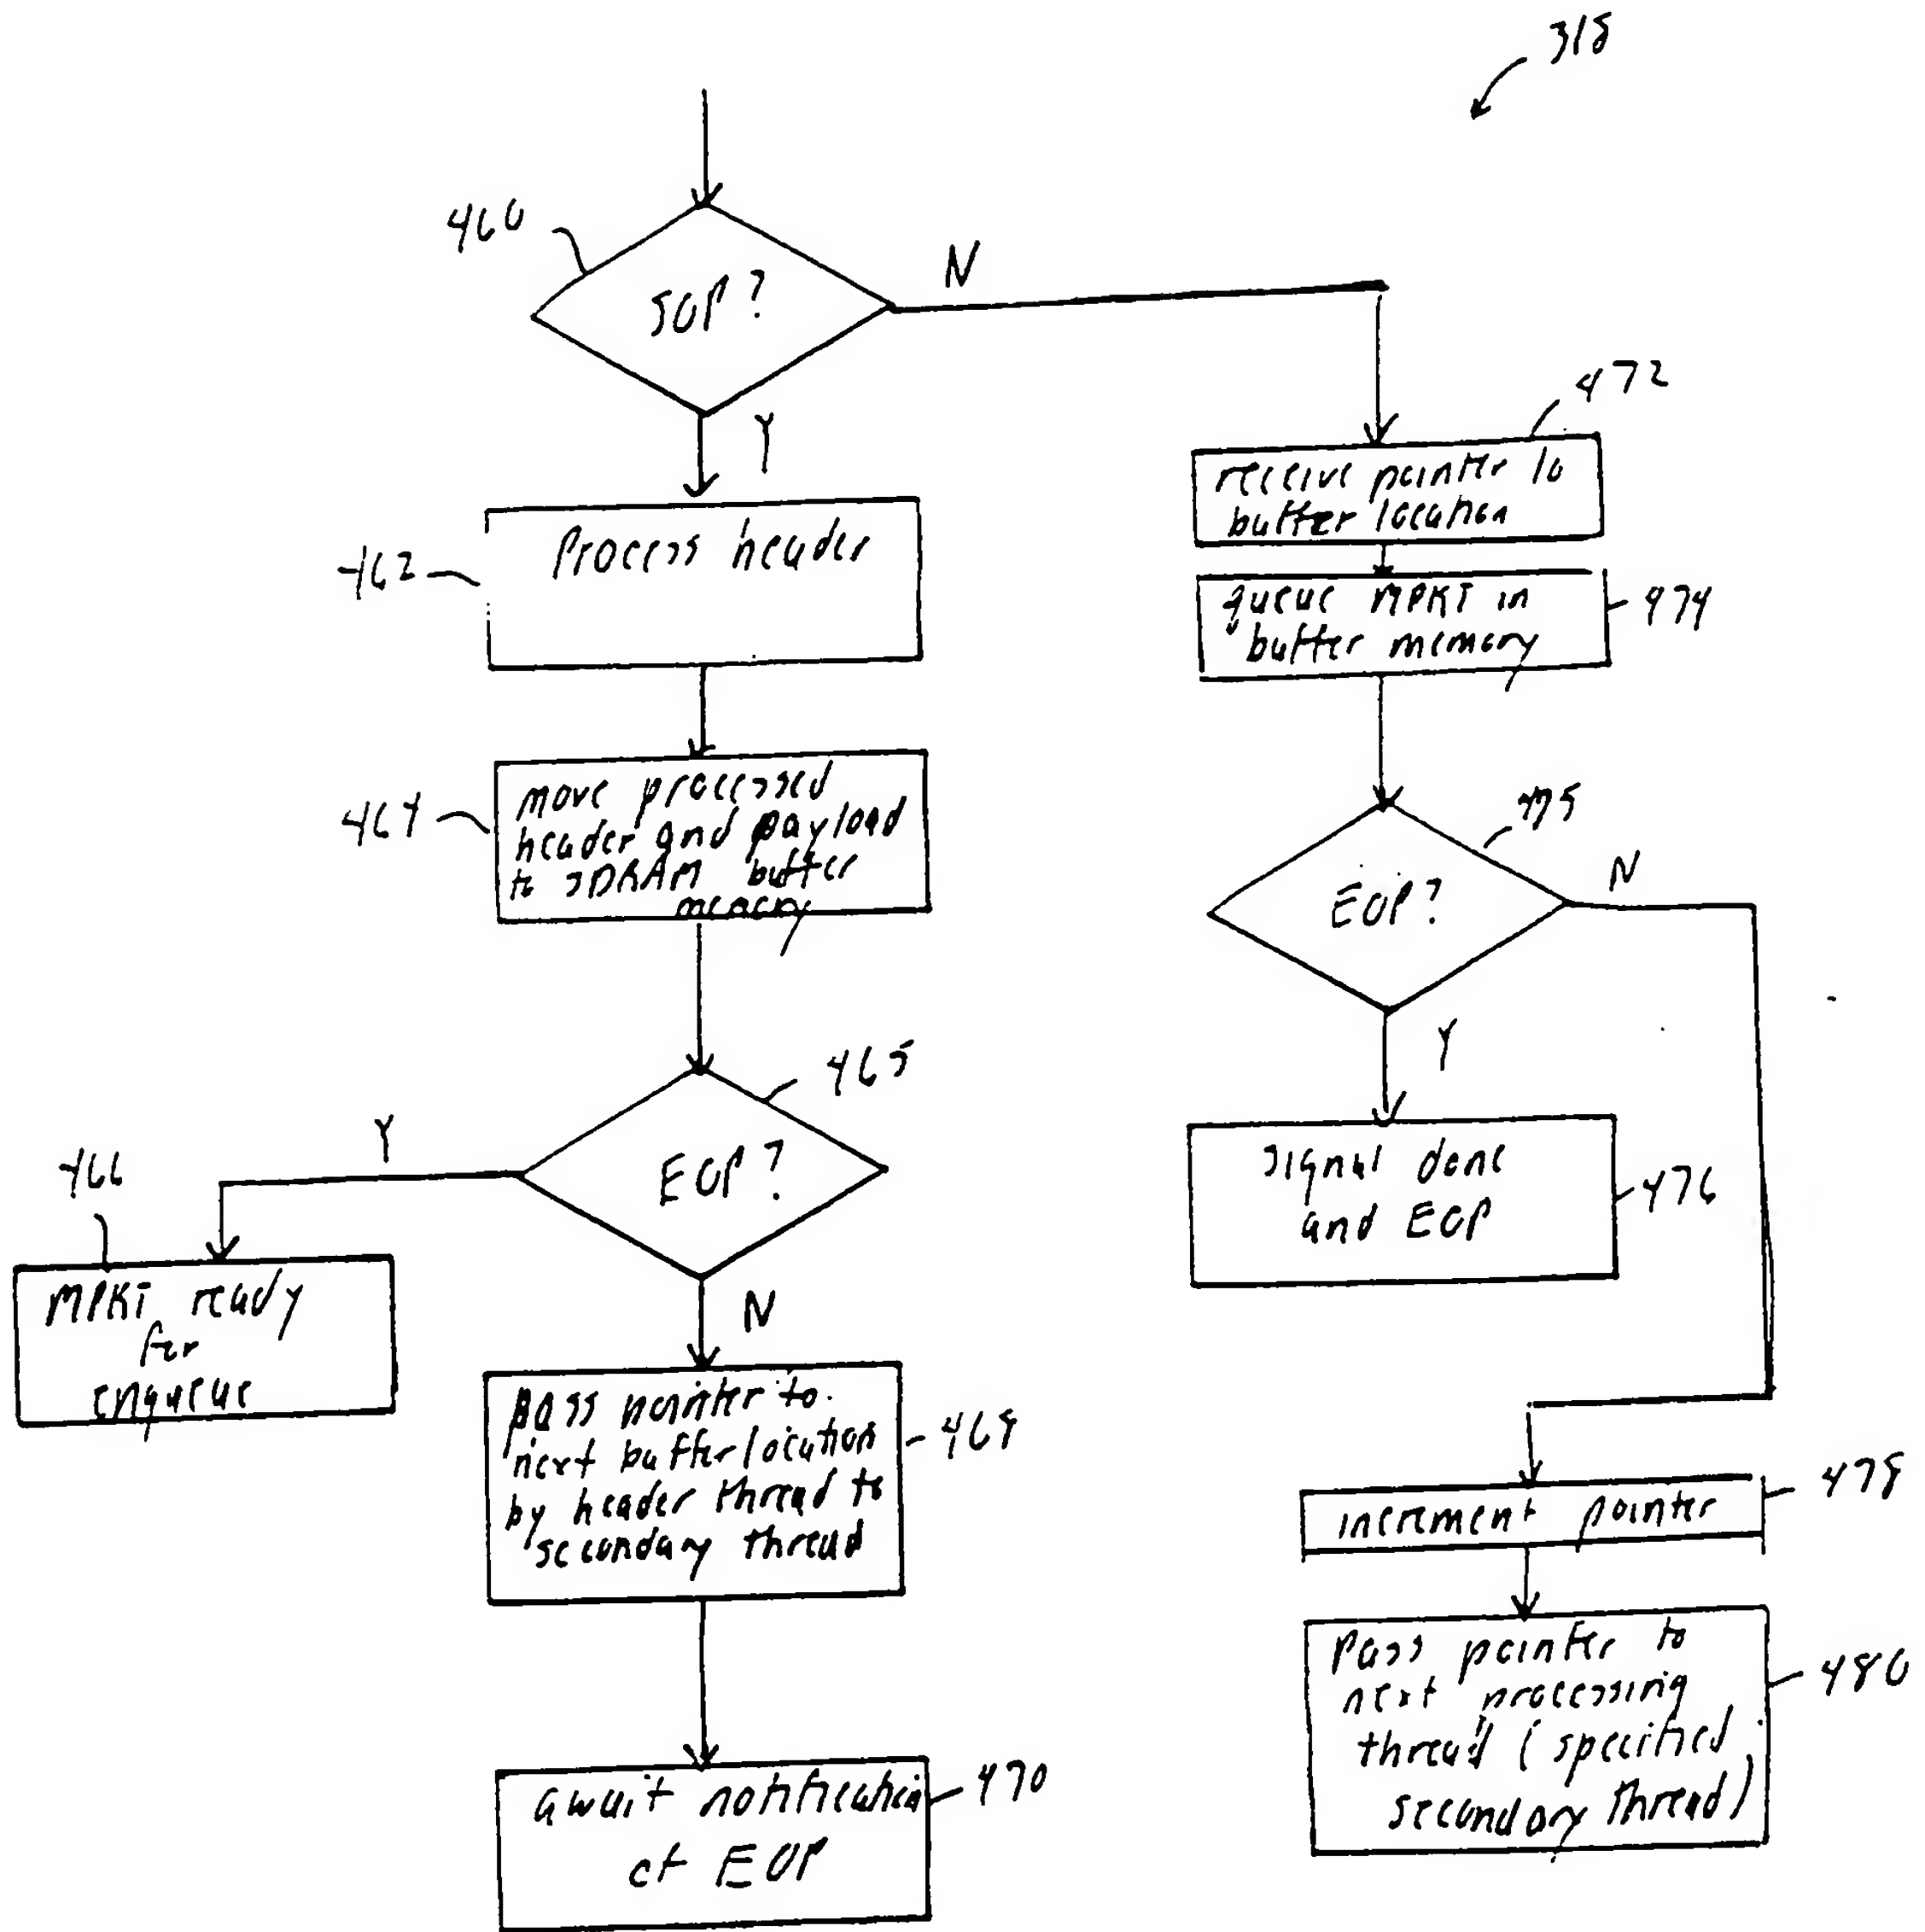 318
460
SOP?
N
Y
462
Process header
464
move processed
header and payload
to SDRAM buffer
memory
465
EOP?
Y
466
MPKT ready
for
enqueue
N
pass pointer to
next buffer location
by header thread to
secondary thread
468
await notification
of EOP
470
472
receive pointer to
buffer location
queue MPKT in
buffer memory
474
475
EOP?
N
Y
signal done
and EOP
476
increment pointer
478
Pass pointer to
next processing
thread (specified
secondary thread)
480